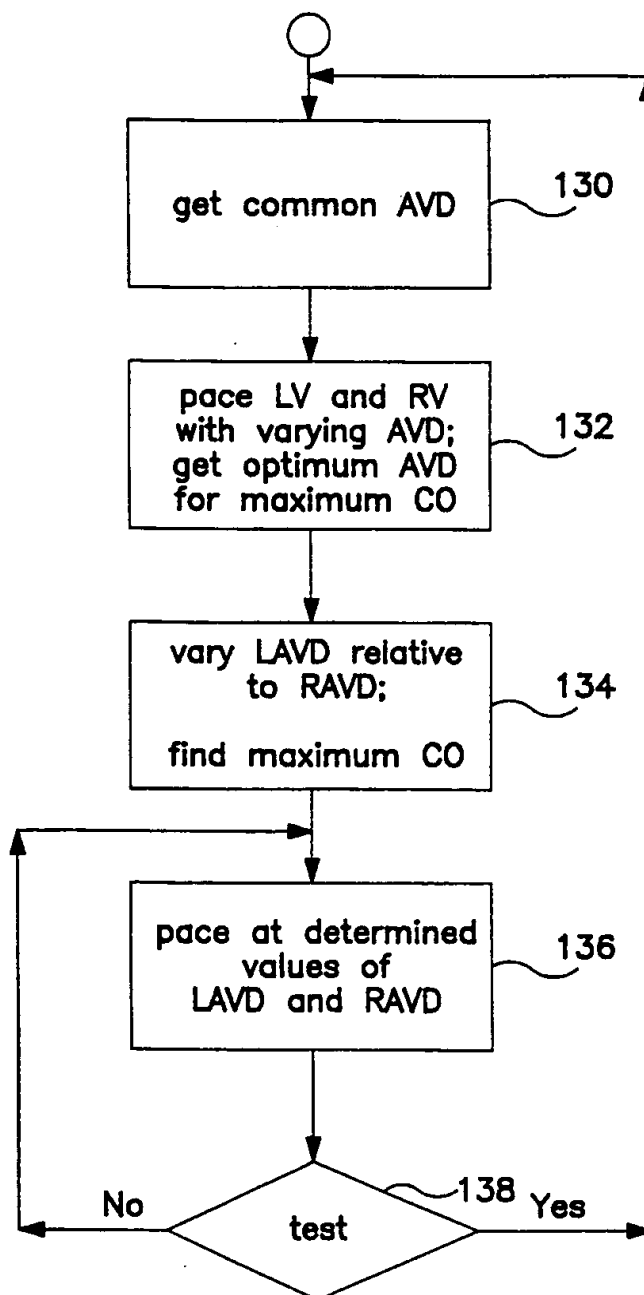 get common AVD
130
pace LV and RV
with varying AVD;
get optimum AVD
for maximum CO
132
vary LAVD relative
to RAVD;
find maximum CO
134
pace at determined
values of
LAVD and RAVD
136
138
No
test
Yes